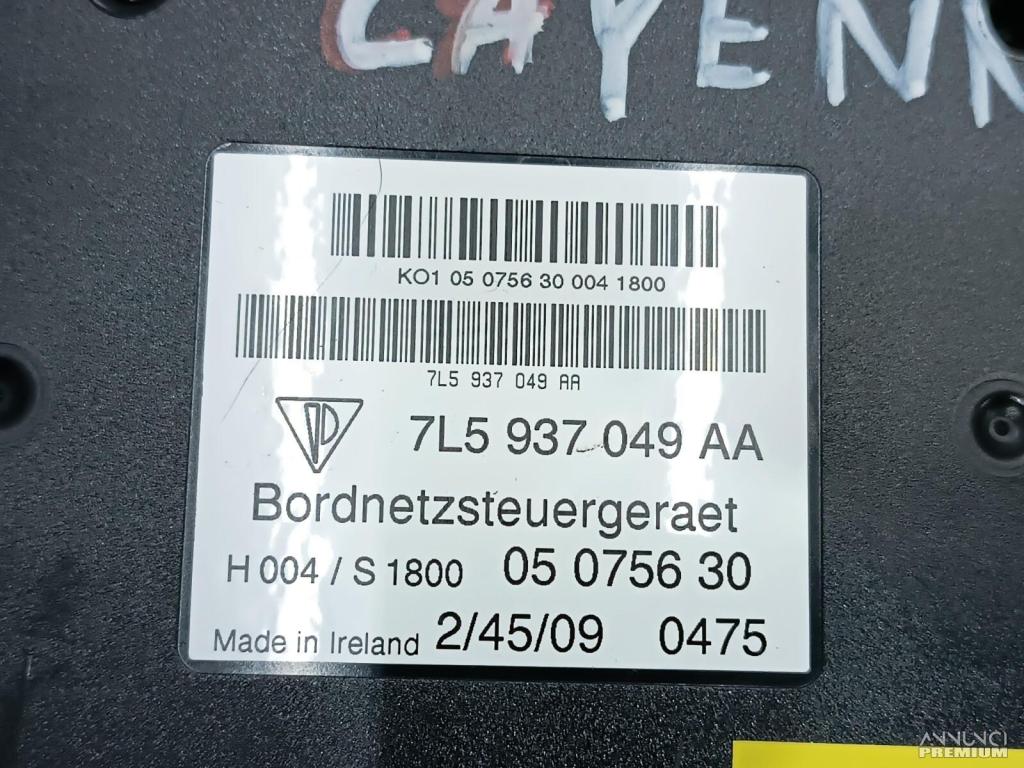 CAYEN
KO1 05 0756 30 004 1800
7L5 937 049 AA
7L5 937 049 AA
Bordnetzsteuergeraet
H 004 / S 1800 05 0756 30
Made in Ireland 2/45/09 0475
ANNUNCI
PREMIUM